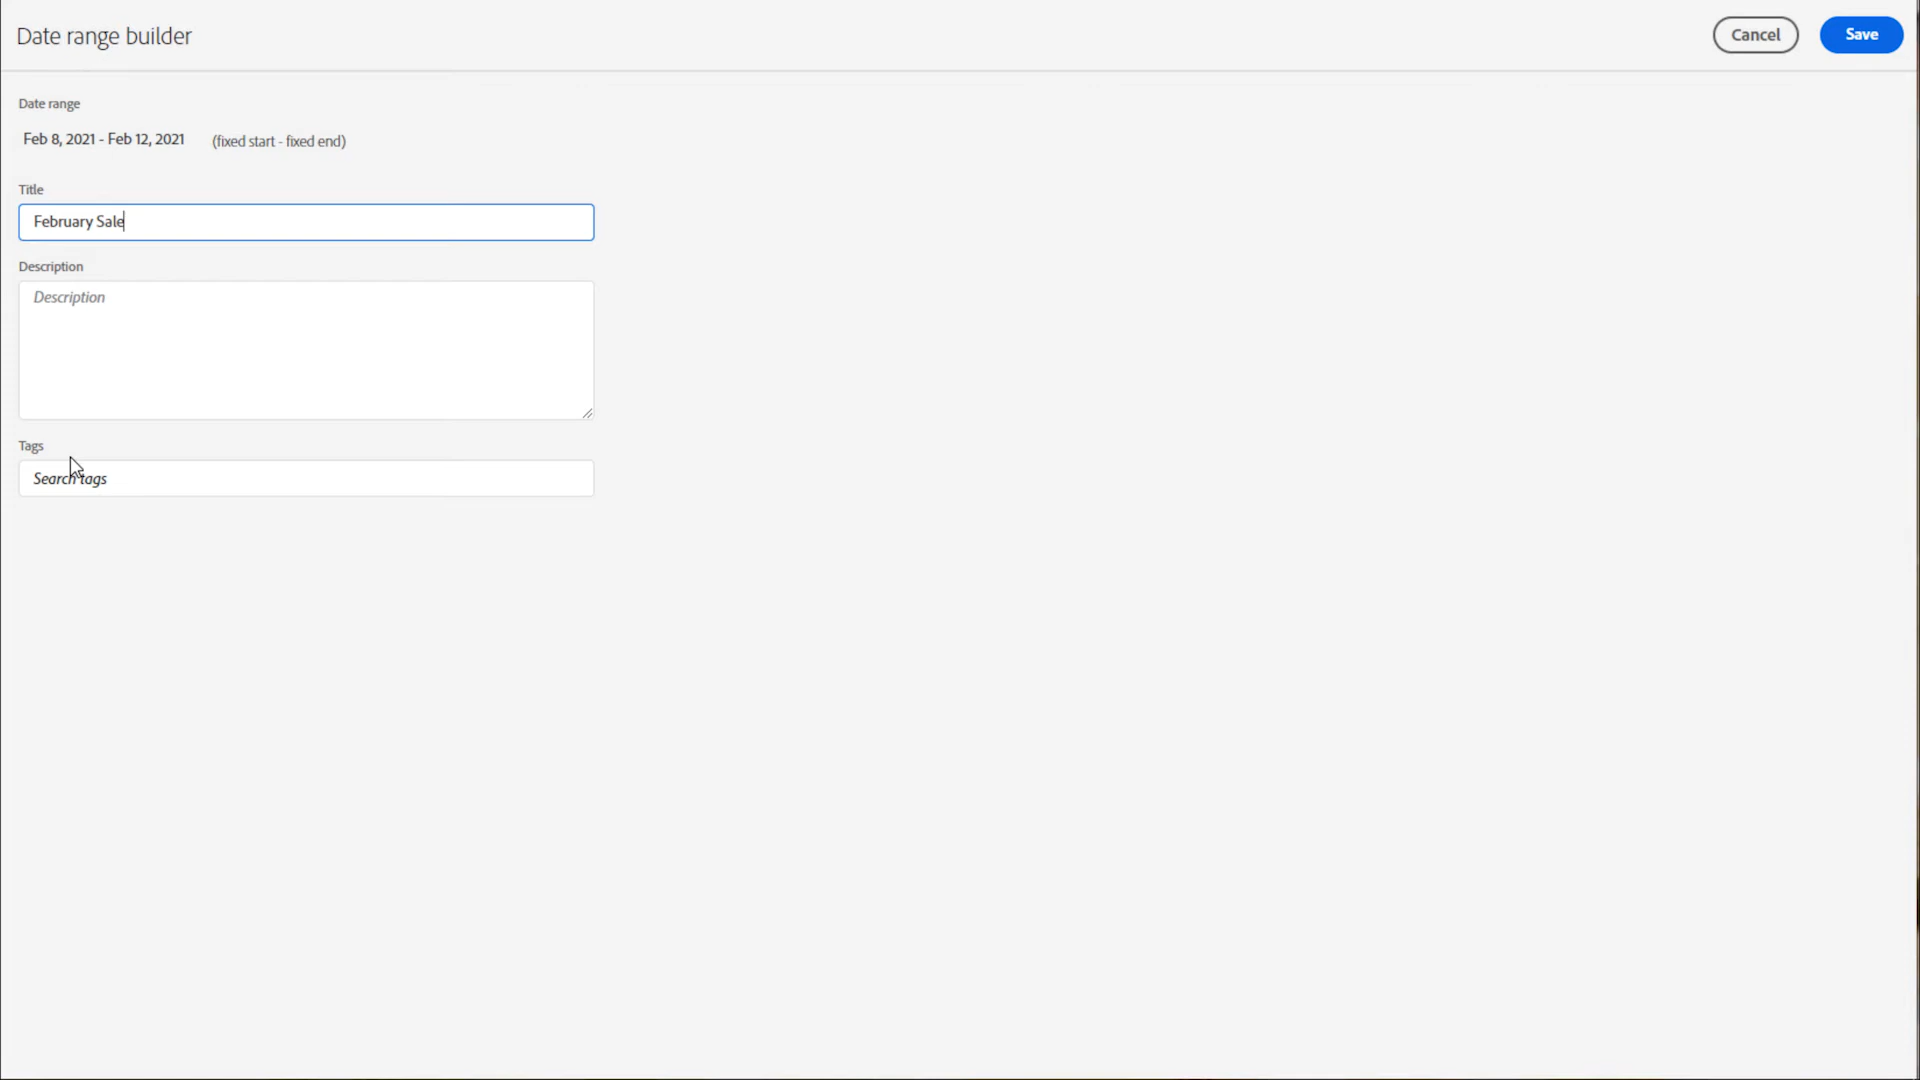 Date range builder
Cancel
Save
Date range
Feb 8, 2021 - Feb 12, 2021 (fixed start - fixed end)
Title
February Sale
Description
Description
Tags
Search tags